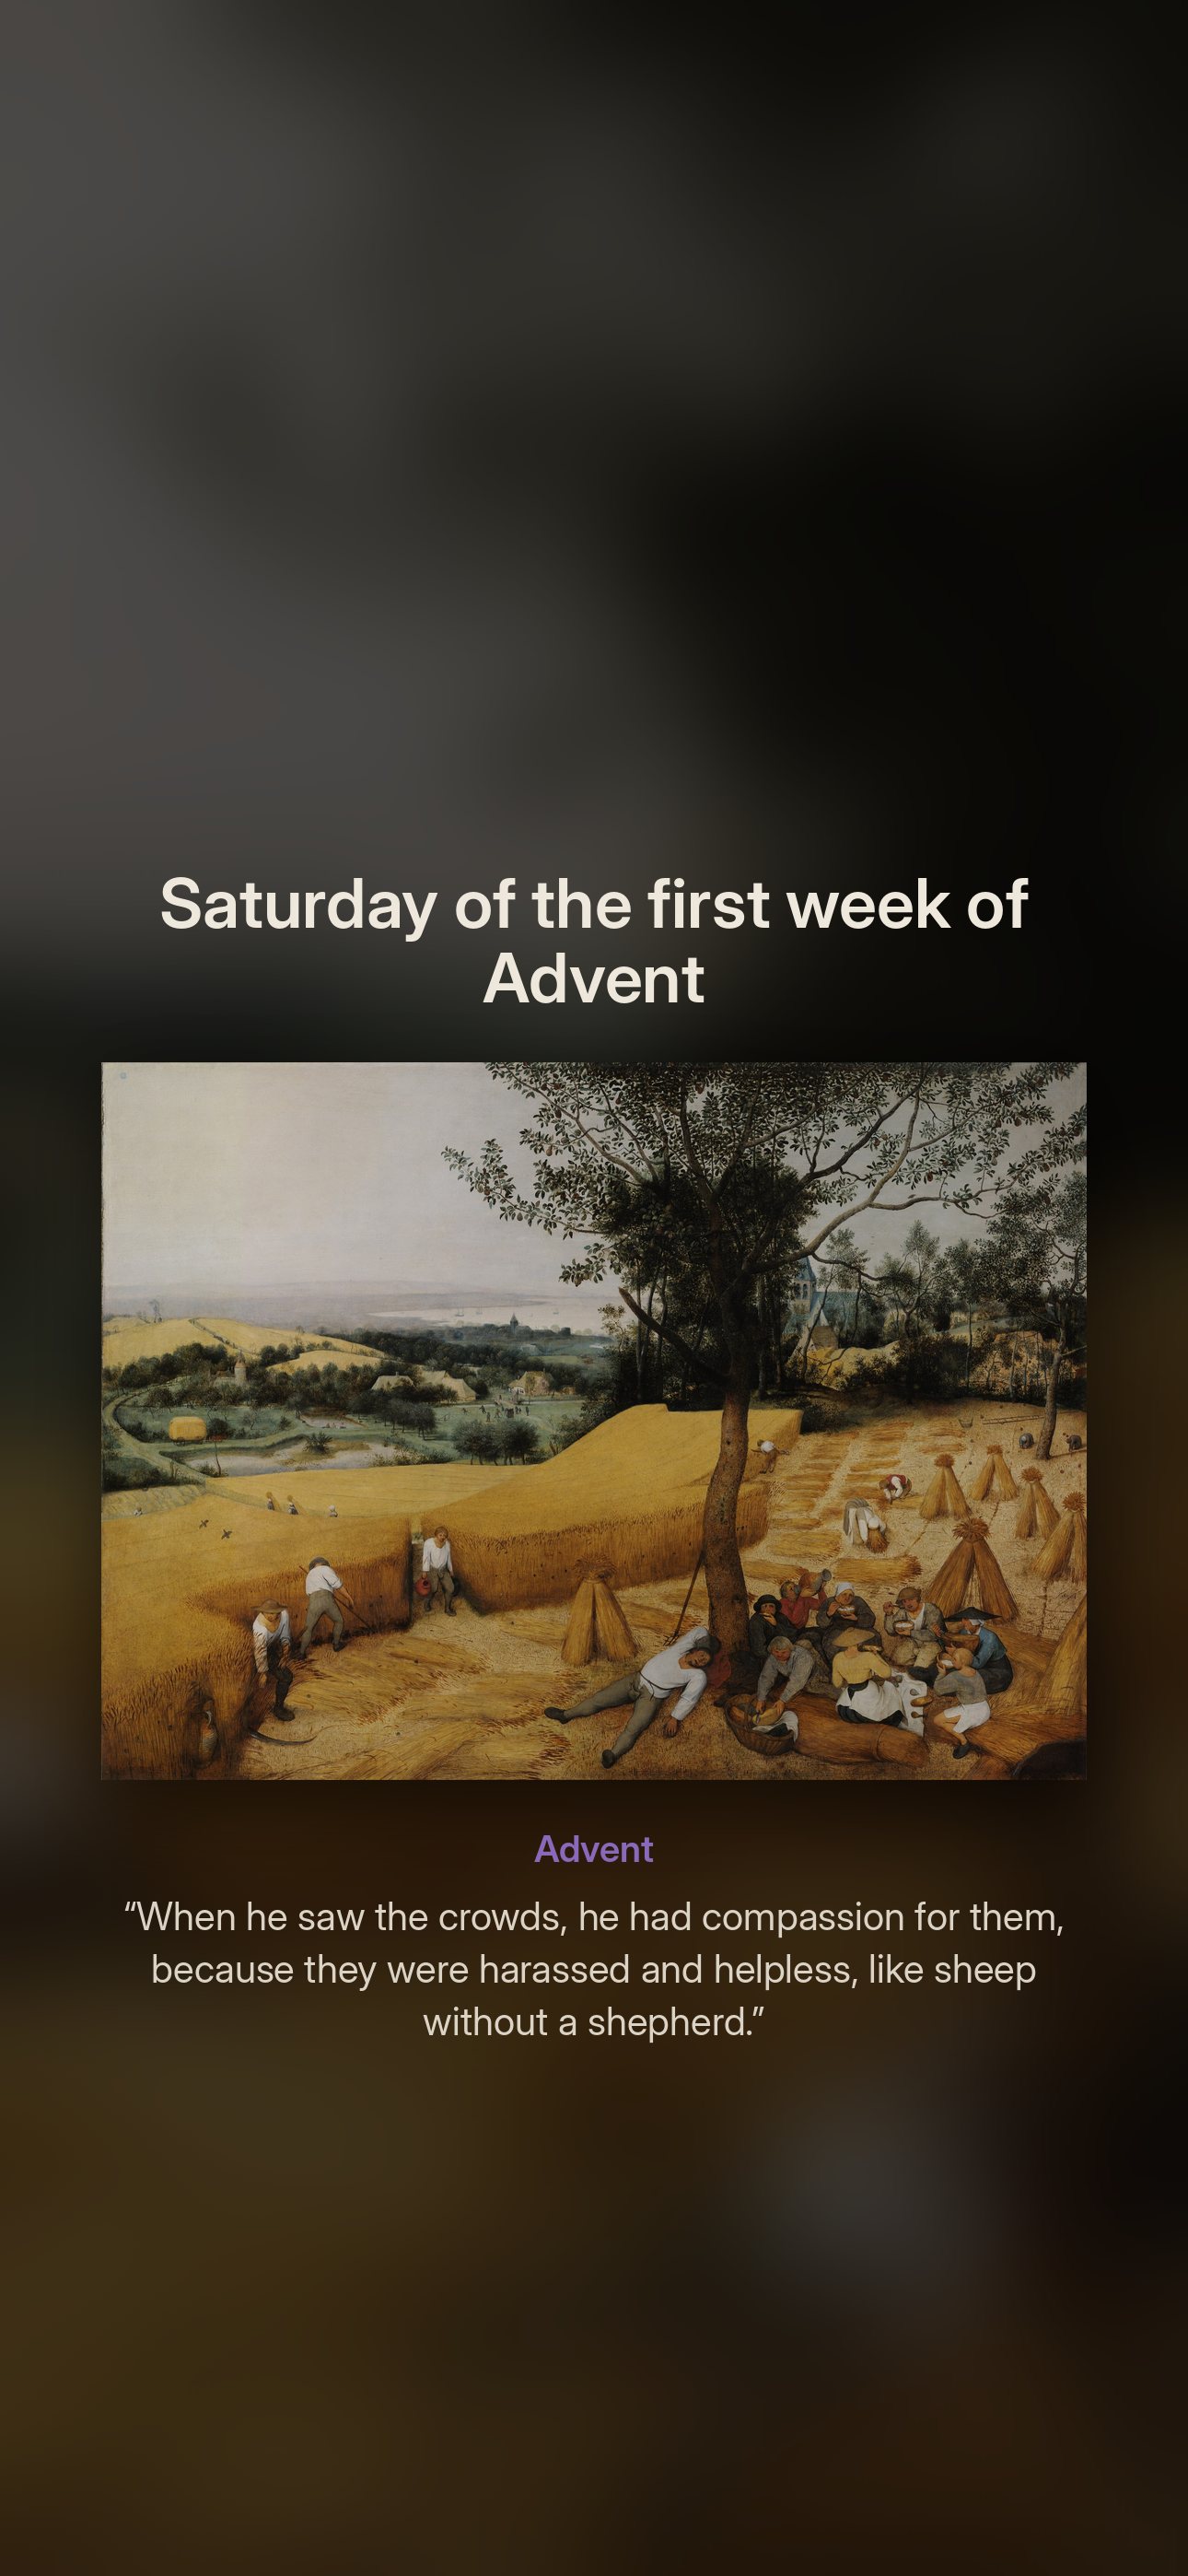 Saturday of the first week of
Advent
Advent
“When he saw the crowds, he had compassion for them,
because they were harassed and helpless, like sheep
without a shepherd.”